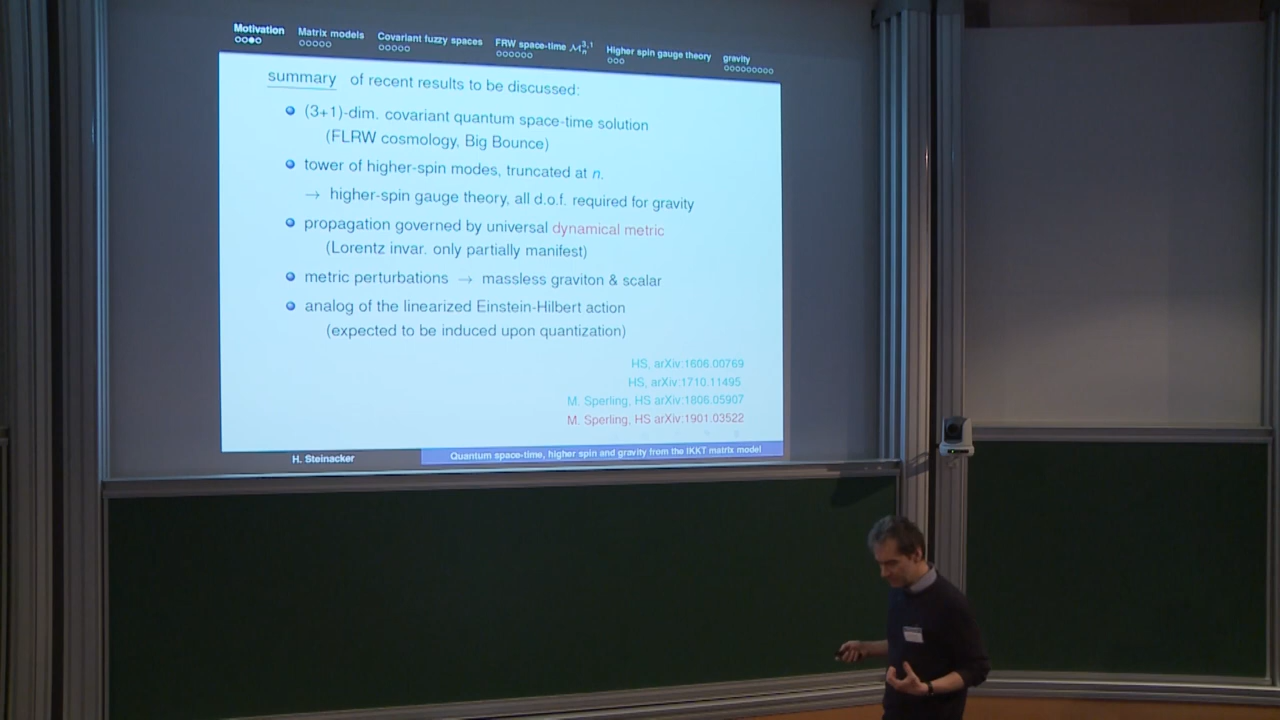 Motivation Matrix models Covariant fuzzy spaces FRW space-time M_n^{3,1} Higher spin gauge theory gravity
summary of recent results to be discussed:
(3+1)-dim. covariant quantum space-time solution
(FLRW cosmology, Big Bounce)
tower of higher-spin modes, truncated at n.
→ higher-spin gauge theory, all d.o.f. required for gravity
propagation governed by universal dynamical metric
(Lorentz invar. only partially manifest)
metric perturbations → massless graviton & scalar
analog of the linearized Einstein-Hilbert action
(expected to be induced upon quantization)
HS, arXiv:1606.00769
HS, arXiv:1710.11495
M. Sperling, HS arXiv:1806.05907
M. Sperling, HS arXiv:1901.03522
H. Steinacker Quantum space-time, higher spin and gravity from the IKKT matrix model